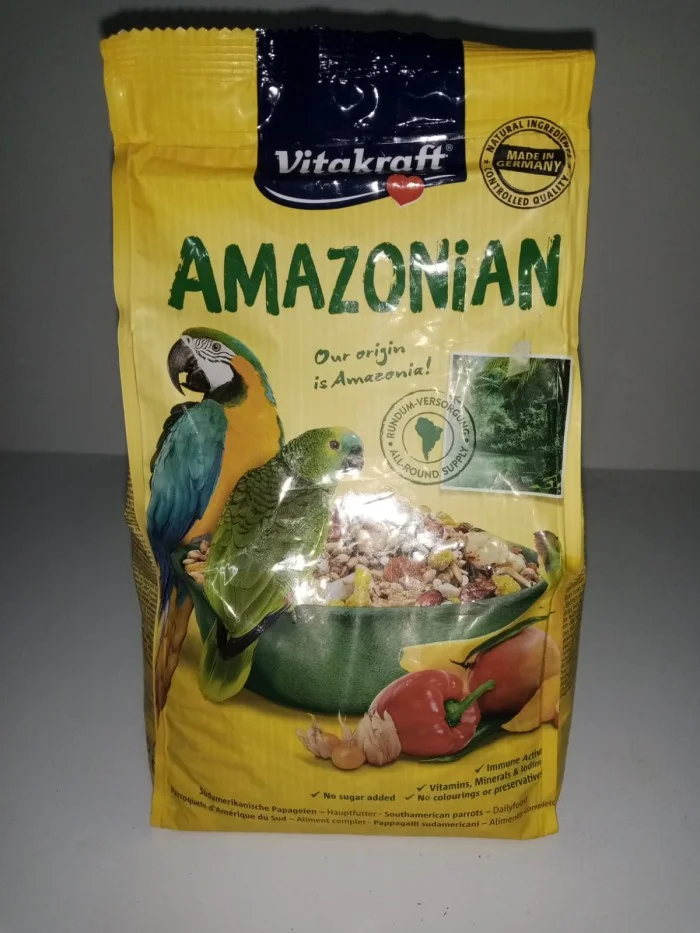 Vitakraft®
NATURAL INGREDIENTS
MADE IN
GERMANY
CONTROLLED QUALITY
AMAZONiAN
Our origin
is Amazonia!
RUNDUM-VERSORGUNG
ALL-ROUND SUPPLY
✓ Immune Active
✓ Vitamins, Minerals & Iodine
✓ No sugar added ✓ No colourings or preservatives
Südamerikanische Papageien – Hauptfutter - Southamerican parrots – Dailyfood
Perroquets d'Amérique du Sud – Aliment complet - Pappagalli sudamericani – Alimento completo